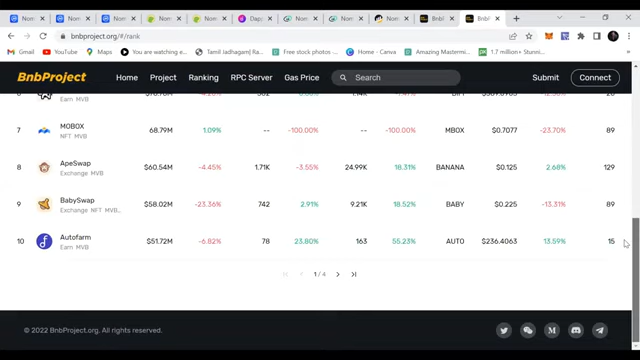 Nom
Nom
Nom
Nom
Nom
Dapp
Nom
Nom
Nom
Bnbl
Bnb
bnbproject.org/#/rank
Gmail
YouTube
Maps
You are watching e...
Tamil Jadhagam| R...
Free stock photos -...
Home - Canva
Amazing Mastermi...
1.7 million+ Stunni...
BnbProject
Home
Project
Ranking
RPC Server
Gas Price
Search
Submit
Connect
Earn MVB
7 MOBOX 68.79M 1.09% -- -100.00% -- -100.00% MBOX $0.7077 -23.70% 89
NFT MVB
8 ApeSwap $60.54M -4.45% 1.71K -3.55% 24.99K 18.31% BANANA $0.125 2.68% 129
Exchange MVB
9 BabySwap $58.02M -23.36% 742 2.91% 9.21K 18.52% BABY $0.225 -13.31% 89
Exchange NFT MVB...
10 Autofarm $51.72M -6.82% 78 23.80% 163 55.23% AUTO $236.4063 13.59% 15
Earn MVB
1 / 4
© 2022 BnbProject.org. All rights reserved.